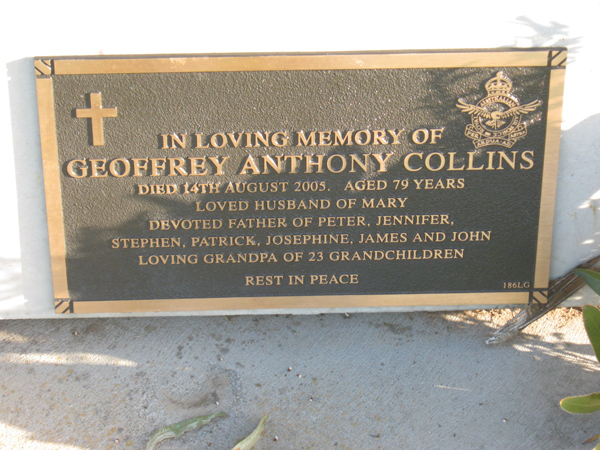 IN LOVING MEMORY OF
GEOFFREY ANTHONY COLLINS
DIED 14TH AUGUST 2005. AGED 79 YEARS
LOVED HUSBAND OF MARY
DEVOTED FATHER OF PETER, JENNIFER,
STEPHEN, PATRICK, JOSEPHINE, JAMES AND JOHN
LOVING GRANDPA OF 23 GRANDCHILDREN
REST IN PEACE
186LG